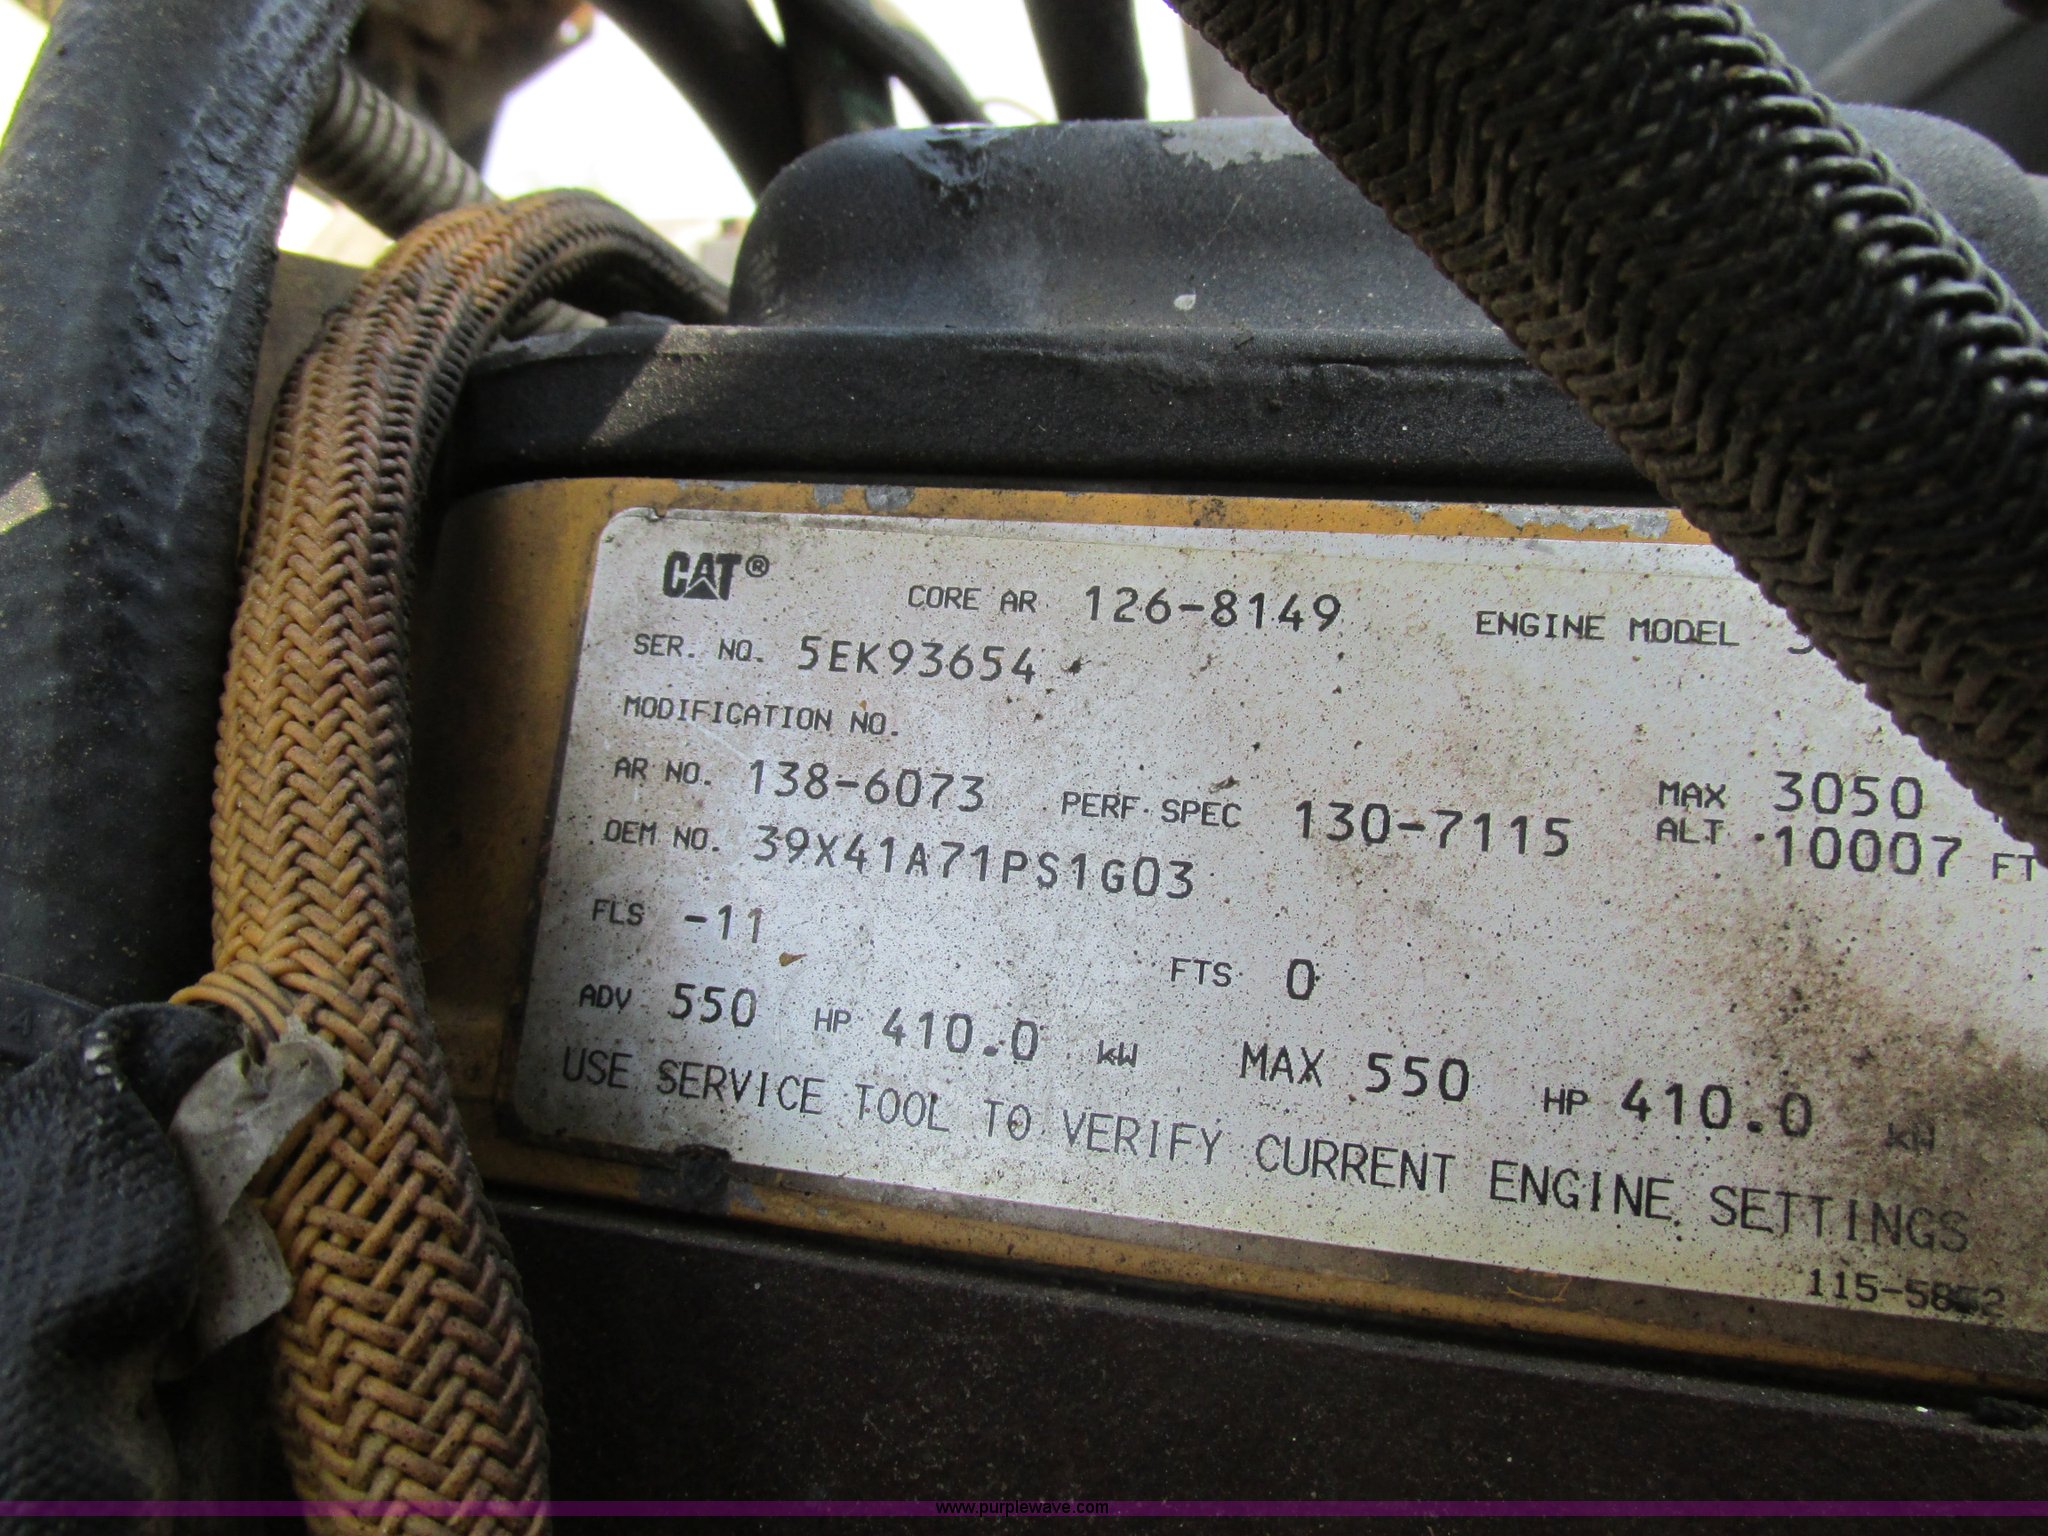 CAT® CORE AR 126-8149 ENGINE MODEL
SER. NO. 5EK93654
MODIFICATION NO.
AR NO. 138-6073 PERF SPEC 130-7115 MAX ALT 3050
10007 FT
OEM NO. 39X41A71PS1G03
FLS -11 FTS 0
ADV 550 HP 410.0 kW MAX 550 HP 410.0 kW
USE SERVICE TOOL TO VERIFY CURRENT ENGINE SETTINGS
www.purplewave.com